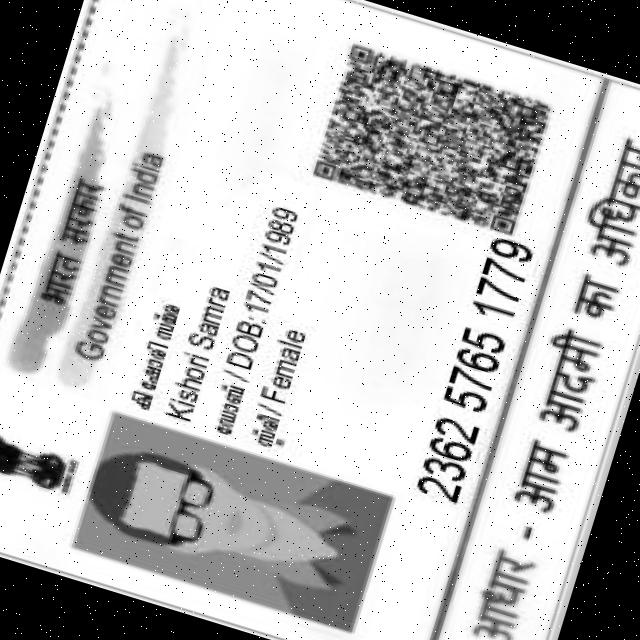 भारत सरकार
Government of India
Kishori Samra
/ DOB: 17/01/1989
/ Female
2362 5765 1779
आधार - आम आदमी का अधिकार